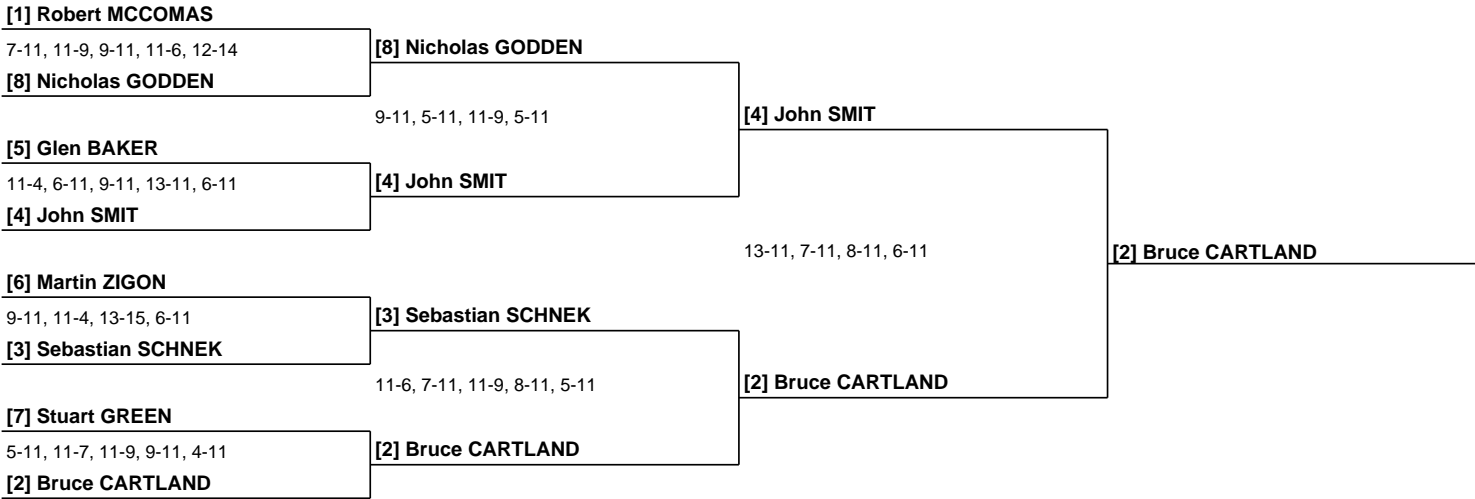 [1] Robert MCCOMAS
7-11, 11-9, 9-11, 11-6, 12-14
[8] Nicholas GODDEN
[8] Nicholas GODDEN
9-11, 5-11, 11-9, 5-11
[4] John SMIT
[5] Glen BAKER
11-4, 6-11, 9-11, 13-11, 6-11
[4] John SMIT
[4] John SMIT
13-11, 7-11, 8-11, 6-11
[2] Bruce CARTLAND
[6] Martin ZIGON
9-11, 11-4, 13-15, 6-11
[3] Sebastian SCHNEK
[3] Sebastian SCHNEK
11-6, 7-11, 11-9, 8-11, 5-11
[2] Bruce CARTLAND
[7] Stuart GREEN
5-11, 11-7, 11-9, 9-11, 4-11
[2] Bruce CARTLAND
[2] Bruce CARTLAND